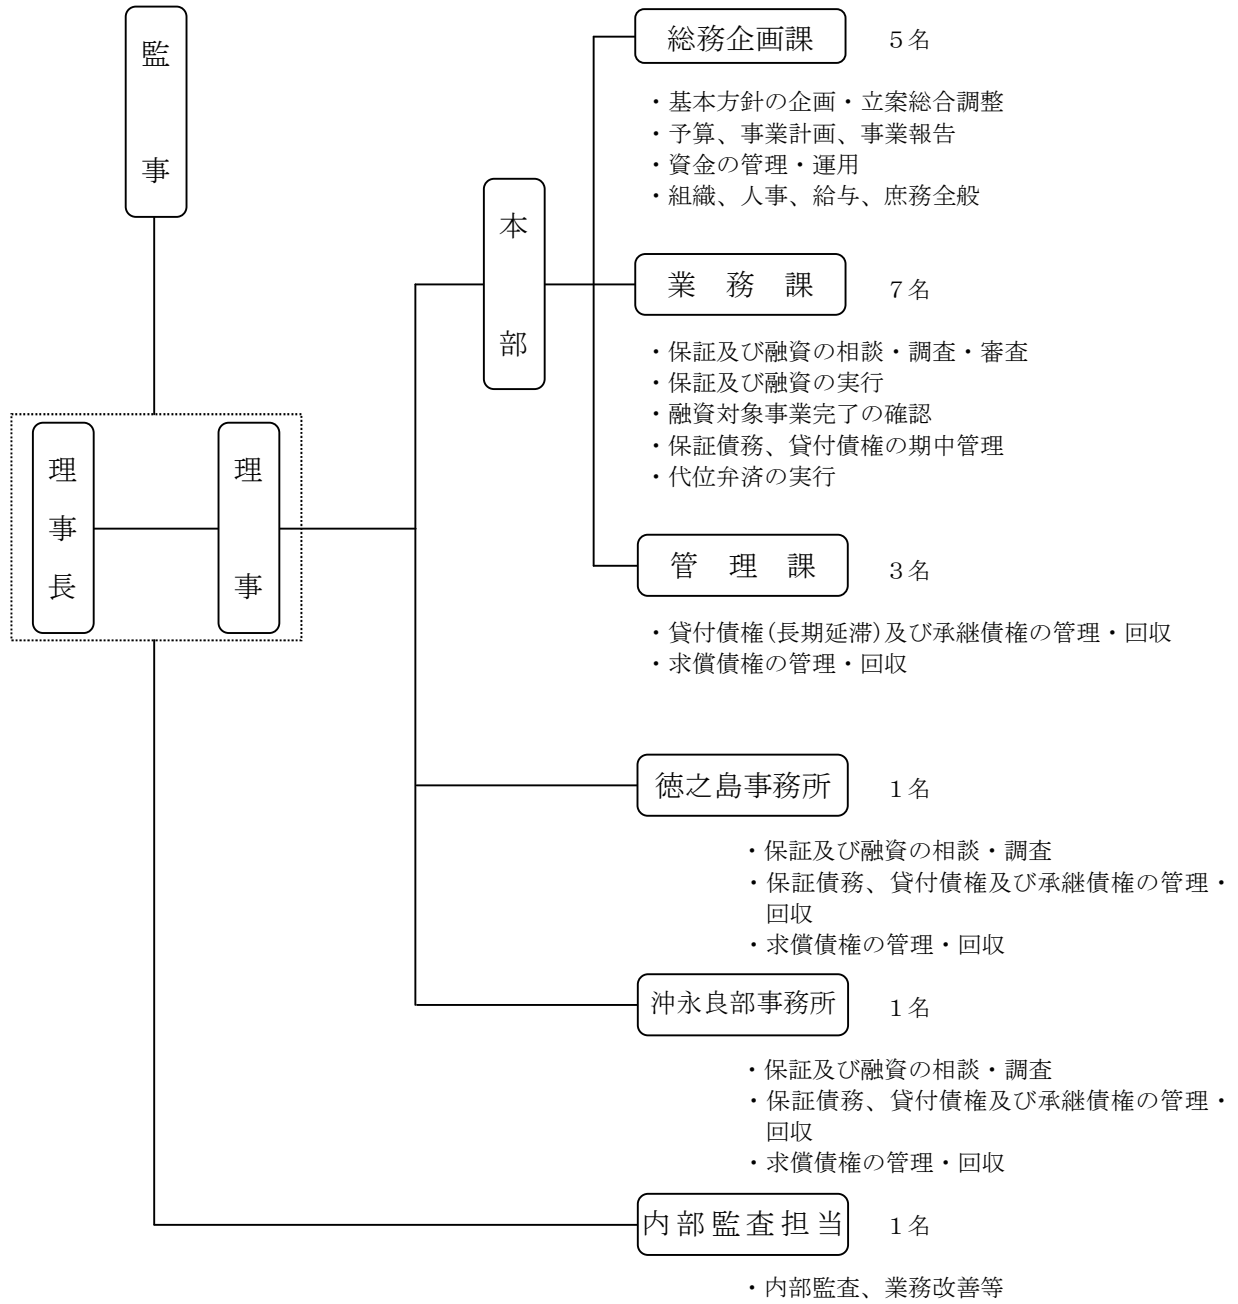 監事
総務企画課 ５名
・基本方針の企画・立案総合調整
・予算、事業計画、事業報告
・資金の管理・運用
・組織、人事、給与、庶務全般
本部
業務課 ７名
・保証及び融資の相談・調査・審査
・保証及び融資の実行
・融資対象事業完了の確認
・保証債務、貸付債権の期中管理
・代位弁済の実行
理事長
理事
管理課 ３名
・貸付債権(長期延滞)及び承継債権の管理・回収
・求償債権の管理・回収
徳之島事務所 １名
・保証及び融資の相談・調査
・保証債務、貸付債権及び承継債権の管理・
回収
・求償債権の管理・回収
沖永良部事務所 １名
・保証及び融資の相談・調査
・保証債務、貸付債権及び承継債権の管理・
回収
・求償債権の管理・回収
内部監査担当 １名
・内部監査、業務改善等